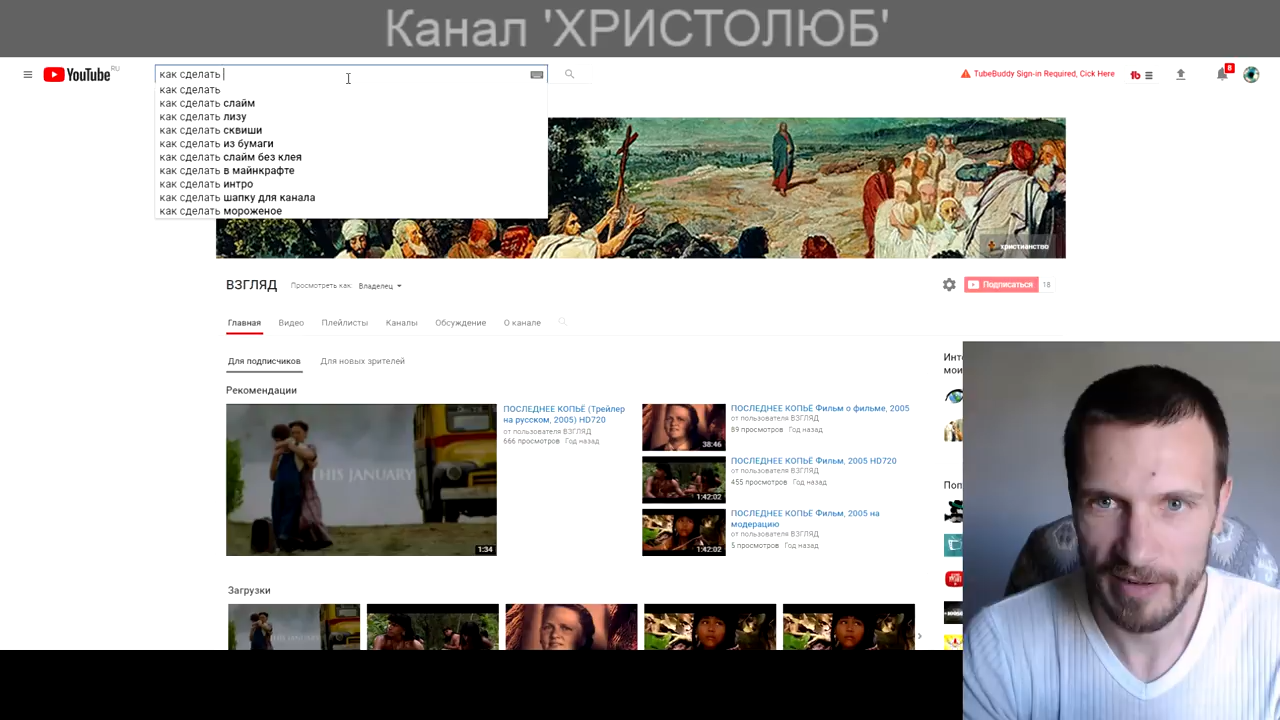 Канал 'ХРИСТОЛЮБ'
YouTube RU
как сделать
TubeBuddy Sign-in Required, Cick Here
tb
8
как сделать
как сделать слайм
как сделать лизу
как сделать сквиши
как сделать из бумаги
как сделать слайм без клея
как сделать в майнкрафте
как сделать интро
как сделать шапку для канала
как сделать мороженое
христианство
ВЗГЛЯД
Просмотреть как: Владелец
Подписаться 18
Главная Видео Плейлисты Каналы Обсуждение О канале
Для подписчиков Для новых зрителей
Рекомендации
THIS JANUARY
1:34
ПОСЛЕДНЕЕ КОПЬЁ (Трейлер
на русском, 2005) HD720
от пользователя ВЗГЛЯД
666 просмотров Год назад
38:46
ПОСЛЕДНЕЕ КОПЬЁ Фильм о фильме, 2005
от пользователя ВЗГЛЯД
89 просмотров Год назад
1:42:02
ПОСЛЕДНЕЕ КОПЬЁ Фильм, 2005 HD720
от пользователя ВЗГЛЯД
455 просмотров Год назад
1:42:02
ПОСЛЕДНЕЕ КОПЬЁ Фильм, 2005 на
модерацию
от пользователя ВЗГЛЯД
5 просмотров Год назад
Инте
мои
Поп
Загрузки